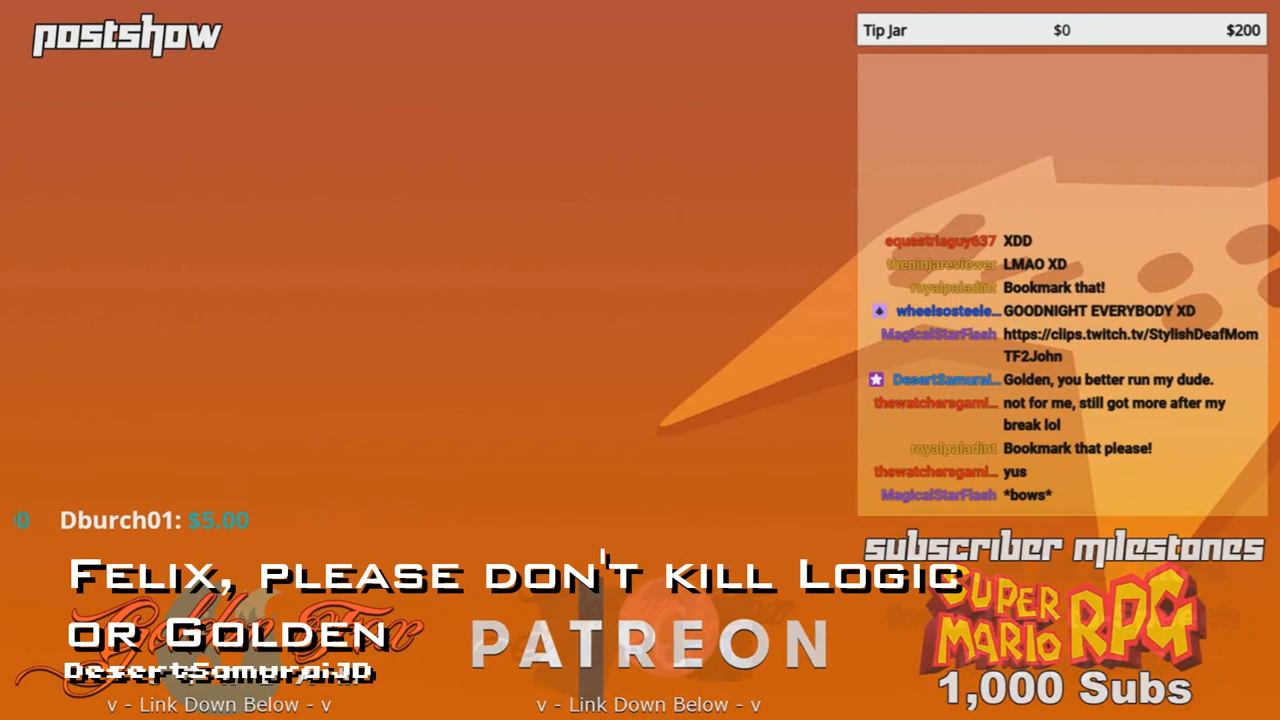 postshow
Tip Jar $0 $200
equestriaguy637 XDD
theninjareviewer LMAO XD
royalpaladint Bookmark that!
wheelsosteele... GOODNIGHT EVERYBODY XD
MagicalStarFlash https://clips.twitch.tv/StylishDeafMom
TF2John
DesertSamurai... Golden, you better run my dude.
thewatchersgami... not for me, still got more after my
break lol
royalpaladint Bookmark that please!
thewatchersgami... yus
MagicalStarFlash *bows*
Dburch01: $5.00
subscriber milestones
Felix, please don't kill Logic
or Golden
DesertSamuraiJD
PATREON
SUPER
MARIO RPG
1,000 Subs
v - Link Down Below - v
v - Link Down Below - v